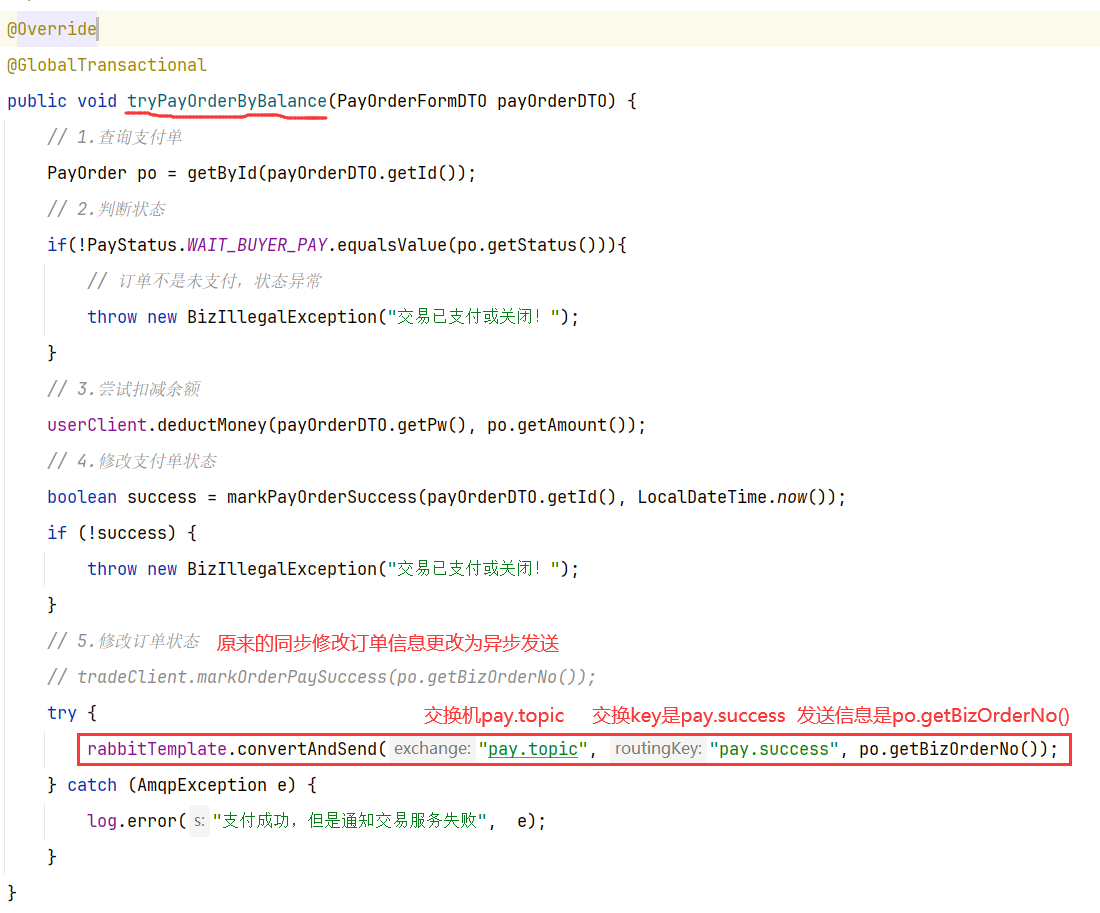 @Override
@GlobalTransactional
public void tryPayOrderByBalance(PayOrderFormDTO payOrderDTO) {
// 1.查询支付单
PayOrder po = getById(payOrderDTO.getId());
// 2.判断状态
if(!PayStatus.WAIT_BUYER_PAY.equalsValue(po.getStatus())){
// 订单不是未支付，状态异常
throw new BizIllegalException("交易已支付或关闭！");
}
// 3.尝试扣减余额
userClient.deductMoney(payOrderDTO.getPw(), po.getAmount());
// 4.修改支付单状态
boolean success = markPayOrderSuccess(payOrderDTO.getId(), LocalDateTime.now());
if (!success) {
throw new BizIllegalException("交易已支付或关闭！");
}
// 5.修改订单状态 原来的同步修改订单信息更改为异步发送
// tradeClient.markOrderPaySuccess(po.getBizOrderNo());
try { 交换机pay.topic 交换key是pay.success 发送信息是po.getBizOrderNo()
rabbitTemplate.convertAndSend( exchange: "pay.topic", routingKey: "pay.success", po.getBizOrderNo());
} catch (AmqpException e) {
log.error( s: "支付成功，但是通知交易服务失败", e);
}
}